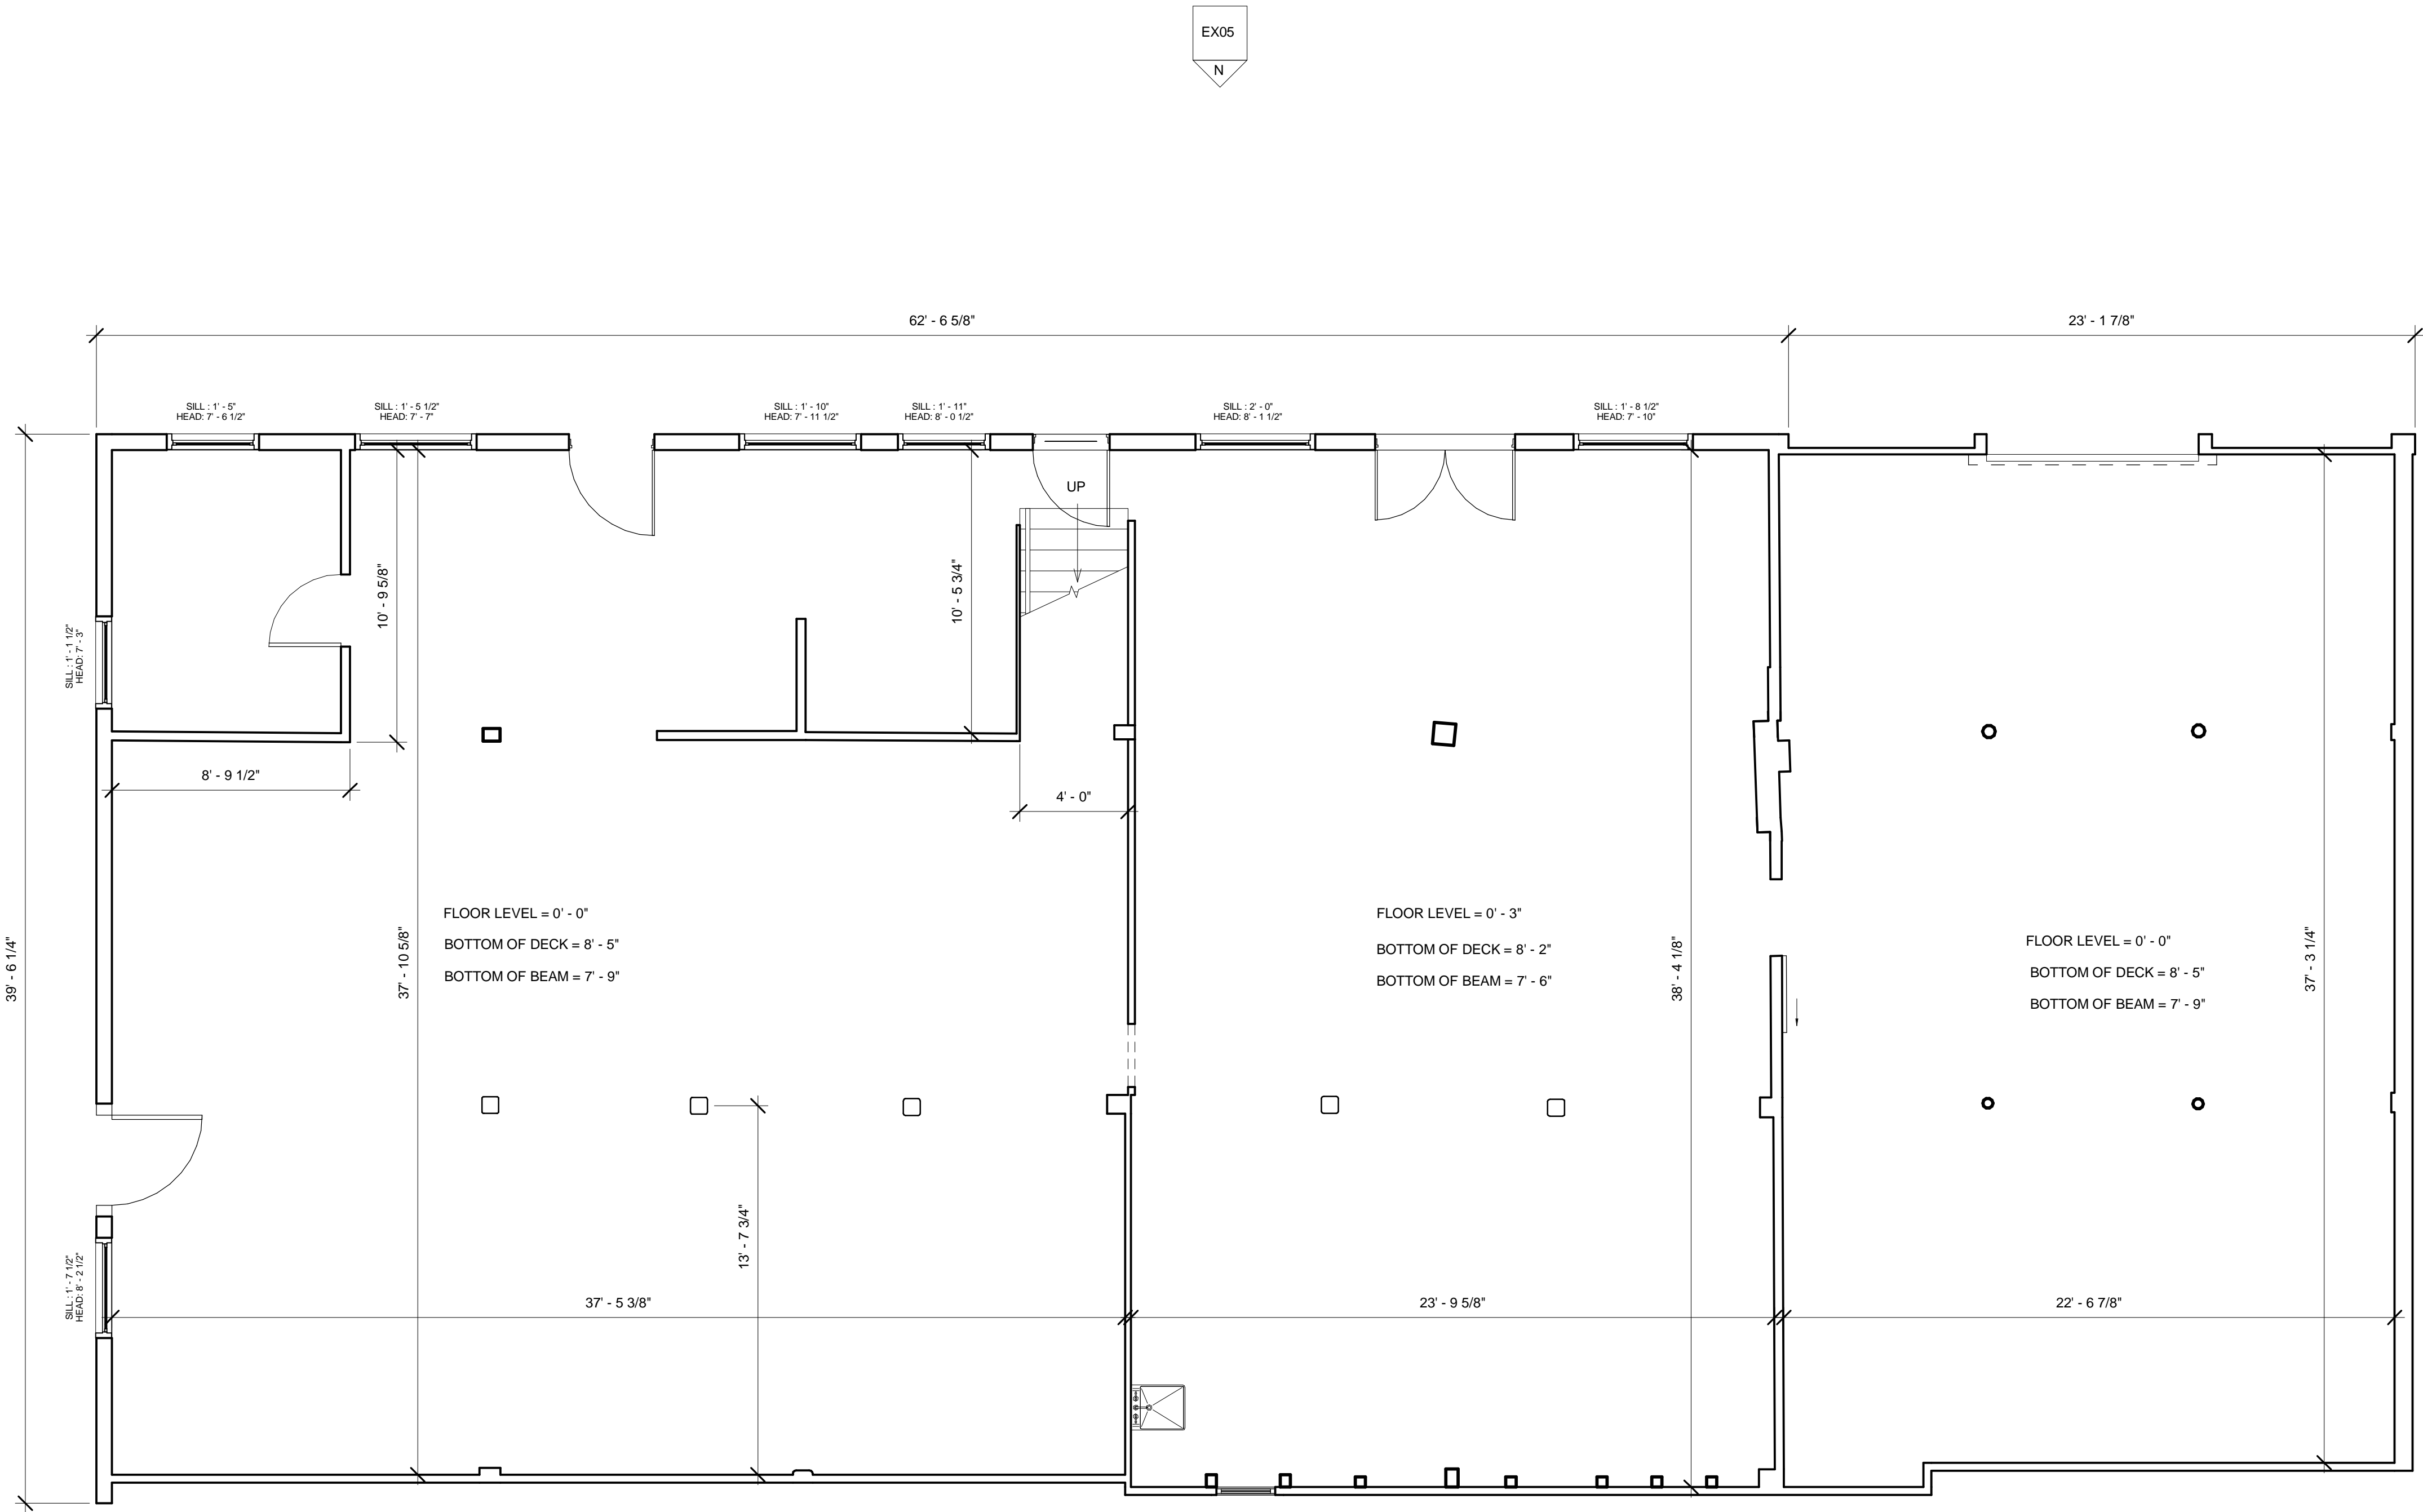 EX05
N
62' - 6 5/8"
23' - 1 7/8"
SILL : 1' - 5"
HEAD: 7' - 6 1/2"
SILL : 1' - 5 1/2"
HEAD: 7' - 7"
SILL : 1' - 10"
HEAD: 7' - 11 1/2"
SILL : 1' - 11"
HEAD: 8' - 0 1/2"
SILL : 2' - 0"
HEAD: 8' - 1 1/2"
SILL : 1' - 8 1/2"
HEAD: 7' - 10"
UP
10' - 9 5/8"
10' - 5 3/4"
SILL : 1' - 1 1/2"
HEAD: 7' - 3"
8' - 9 1/2"
4' - 0"
FLOOR LEVEL = 0' - 0"
BOTTOM OF DECK = 8' - 5"
BOTTOM OF BEAM = 7' - 9"
FLOOR LEVEL = 0' - 3"
BOTTOM OF DECK = 8' - 2"
BOTTOM OF BEAM = 7' - 6"
FLOOR LEVEL = 0' - 0"
BOTTOM OF DECK = 8' - 5"
BOTTOM OF BEAM = 7' - 9"
39' - 6 1/4"
37' - 10 5/8"
38' - 4 1/8"
37' - 3 1/4"
13' - 7 3/4"
SILL : 1' - 7 1/2"
HEAD: 8' - 2 1/2"
37' - 5 3/8"
23' - 9 5/8"
22' - 6 7/8"